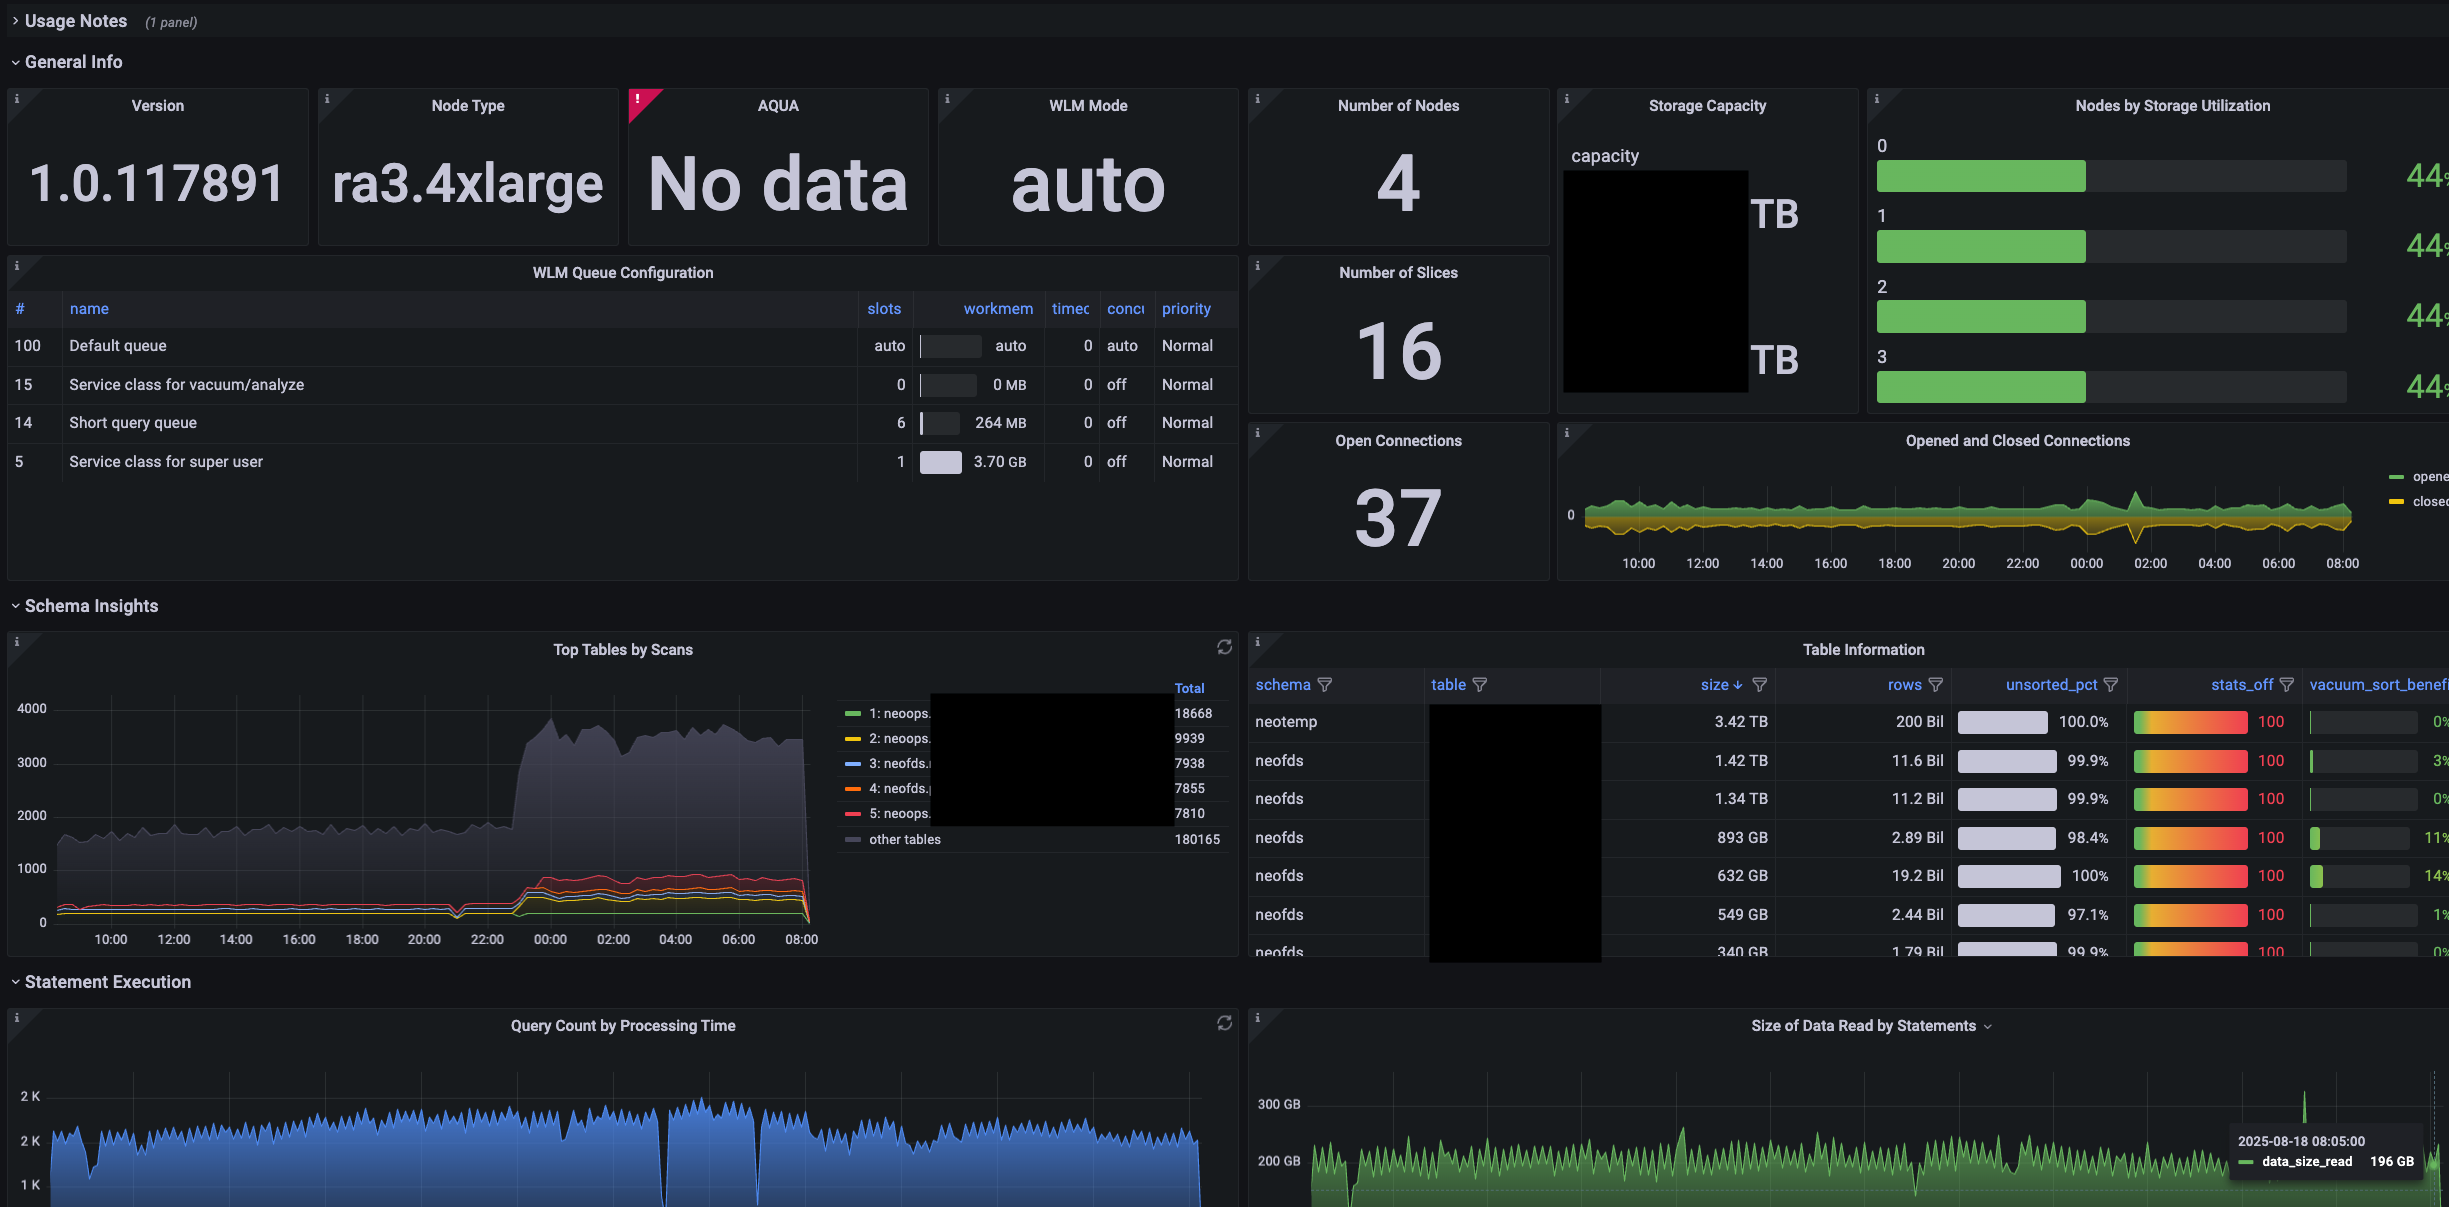 Usage Notes (1 panel)
General Info
Version
1.0.117891
Node Type
ra3.4xlarge
AQUA
No data
WLM Mode
auto
Number of Nodes
4
Storage Capacity
capacity
TB
TB
Nodes by Storage Utilization
0
44%
1
44%
2
44%
3
44%
WLM Queue Configuration
# name slots workmem timec concu priority
100 Default queue auto auto 0 auto Normal
15 Service class for vacuum/analyze 0 0 MB 0 off Normal
14 Short query queue 6 264 MB 0 off Normal
5 Service class for super user 1 3.70 GB 0 off Normal
Number of Slices
16
Open Connections
37
Opened and Closed Connections
opene
closed
0
10:00 12:00 14:00 16:00 18:00 20:00 22:00 00:00 02:00 04:00 06:00 08:00
Schema Insights
Top Tables by Scans
4000
3000
2000
1000
0
10:00 12:00 14:00 16:00 18:00 20:00 22:00 00:00 02:00 04:00 06:00 08:00
Total
1: neoops. 18668
2: neoops. 9939
3: neofds. 7938
4: neofds. 7855
5: neoops. 7810
other tables 180165
Table Information
schema table size rows unsorted_pct stats_off vacuum_sort_benefi
neotemp 3.42 TB 200 Bil 100.0% 100 0%
neofds 1.42 TB 11.6 Bil 99.9% 100 3%
neofds 1.34 TB 11.2 Bil 99.9% 100 0%
neofds 893 GB 2.89 Bil 98.4% 100 11%
neofds 632 GB 19.2 Bil 100% 100 14%
neofds 549 GB 2.44 Bil 97.1% 100 1%
neofds 340 GB 1.79 Bil 99.9% 100 0%
Statement Execution
Query Count by Processing Time
2 K
2 K
1 K
Size of Data Read by Statements
300 GB
200 GB
2025-08-18 08:05:00
data_size_read 196 GB